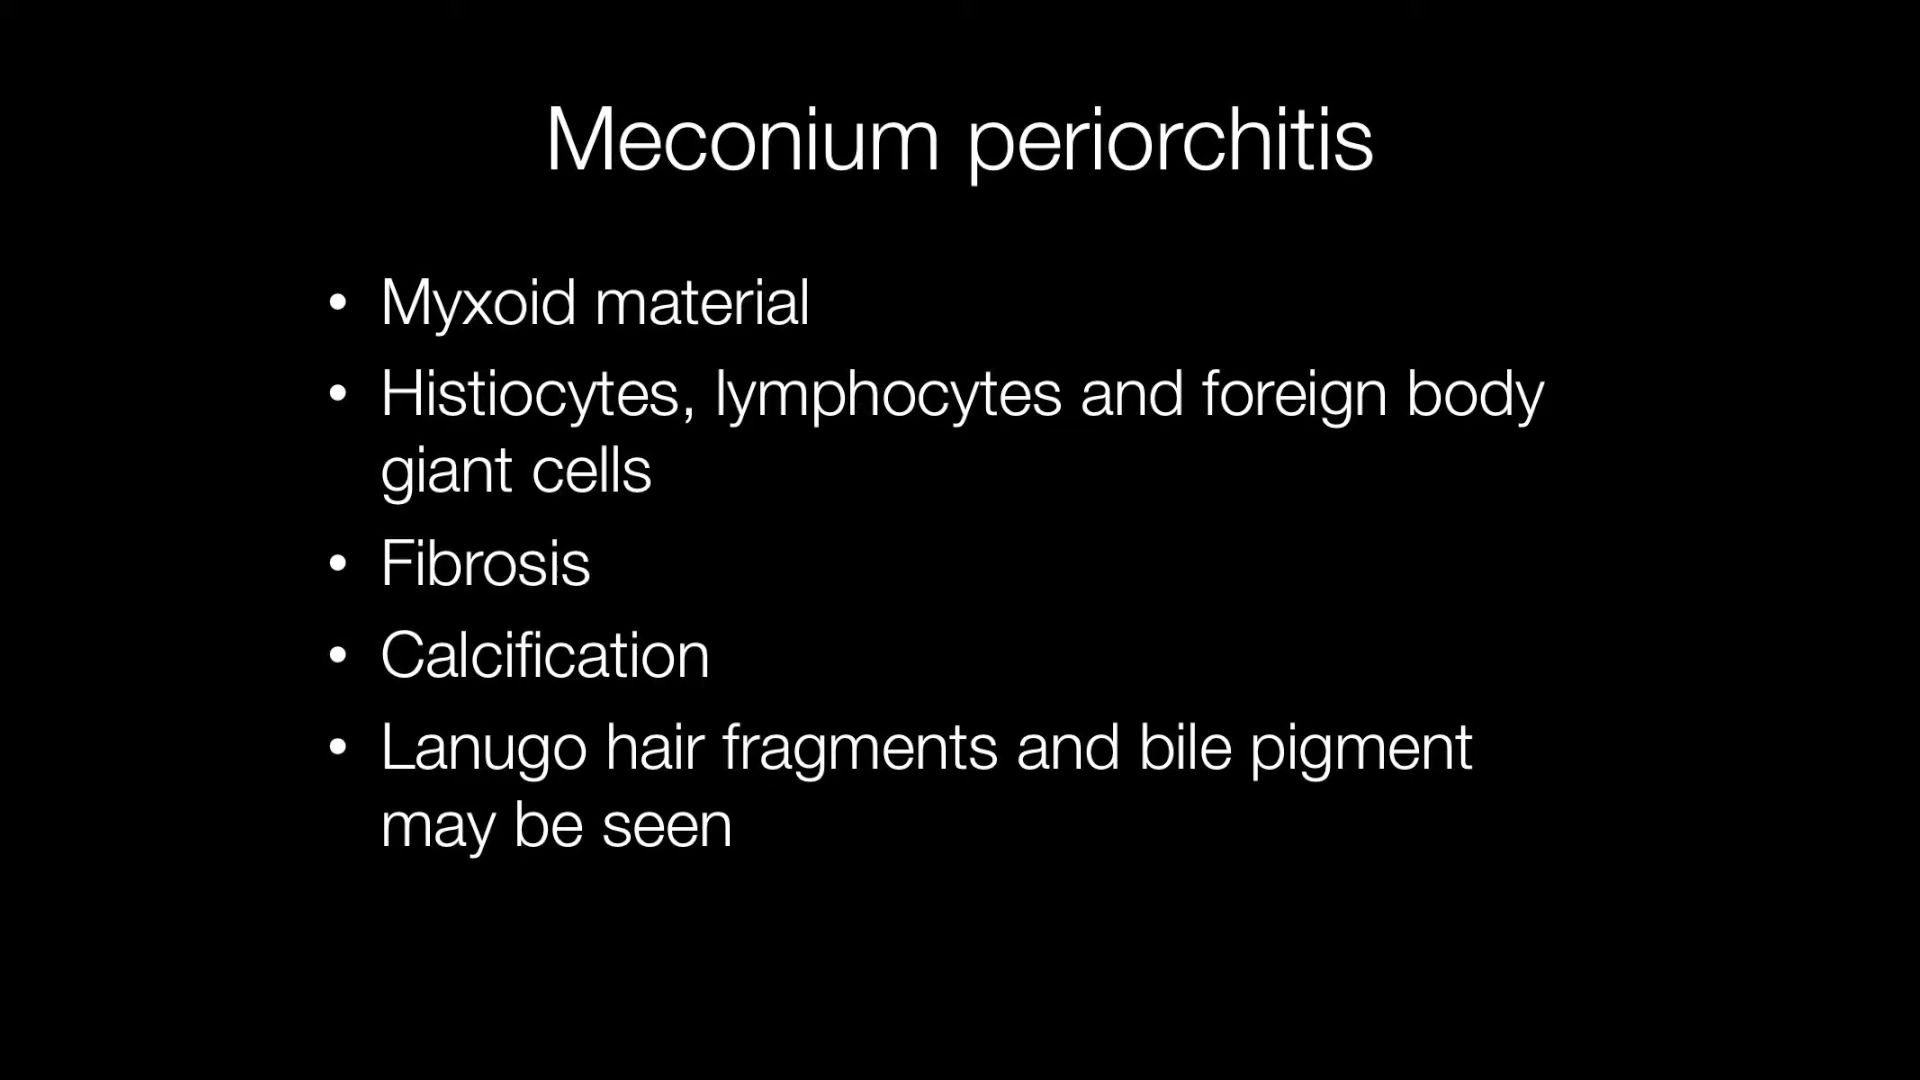 Meconium periorchitis
• Myxoid material
• Histiocytes, lymphocytes and foreign body
giant cells
• Fibrosis
• Calcification
• Lanugo hair fragments and bile pigment
may be seen